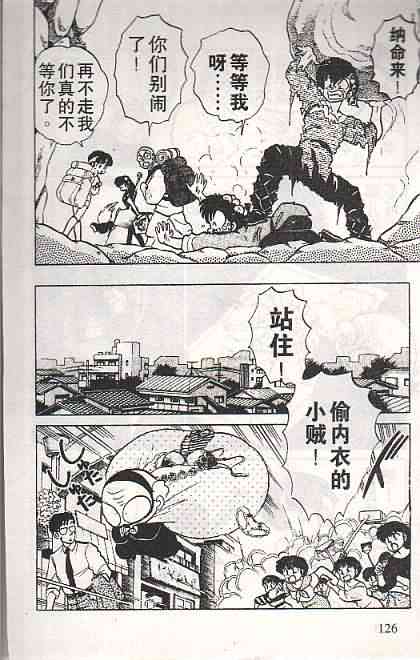 纳命来！
等等我
呀……
你们别闹
了！
再不走我
们真的不
等你了。
站住！
偷内衣的
小贼！
126